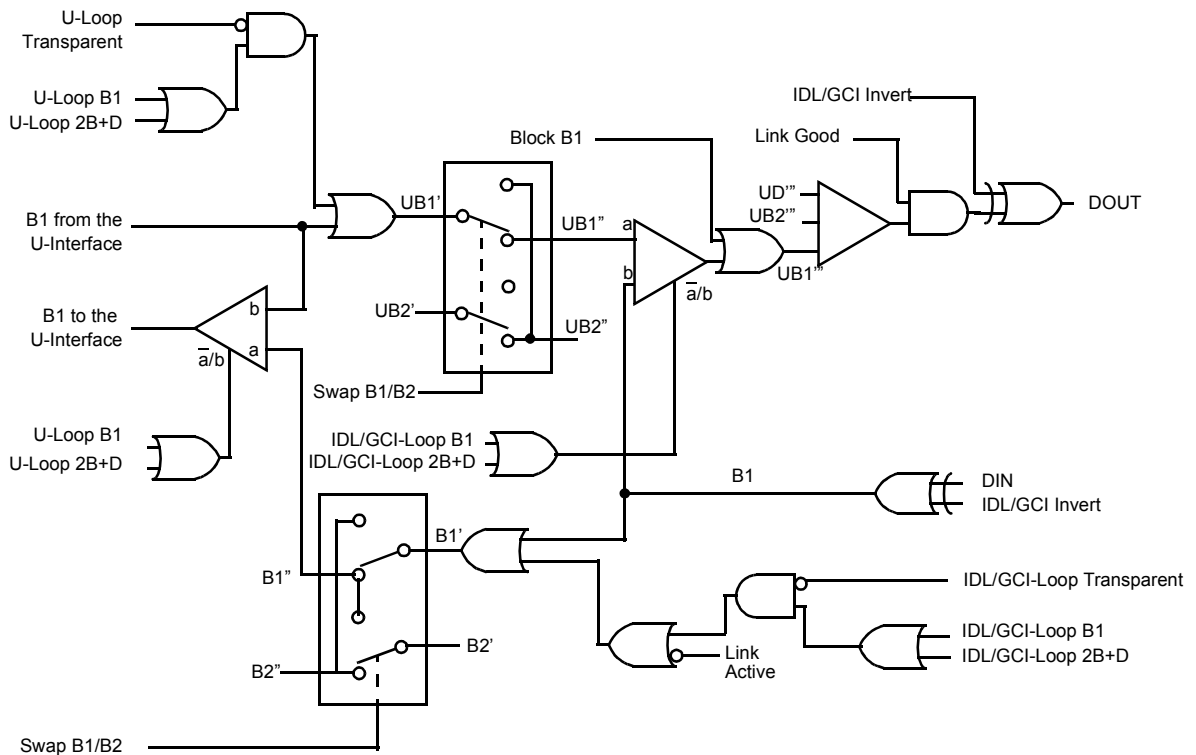 U-Loop
Transparent
U-Loop B1
U-Loop 2B+D
IDL/GCI Invert
Block B1
Link Good
UB1'
UD'”
UB2'”
DOUT
B1 from the
U-Interface
UB1”
a
b
UB1'”
a/b
b
UB2'
B1 to the
U-Interface
UB2”
a
a/b
Swap B1/B2
U-Loop B1
U-Loop 2B+D
IDL/GCI-Loop B1
IDL/GCI-Loop 2B+D
B1
DIN
IDL/GCI Invert
B1'
B1”
IDL/GCI-Loop Transparent
IDL/GCI-Loop B1
IDL/GCI-Loop 2B+D
B2'
Link
Active
B2”
Swap B1/B2